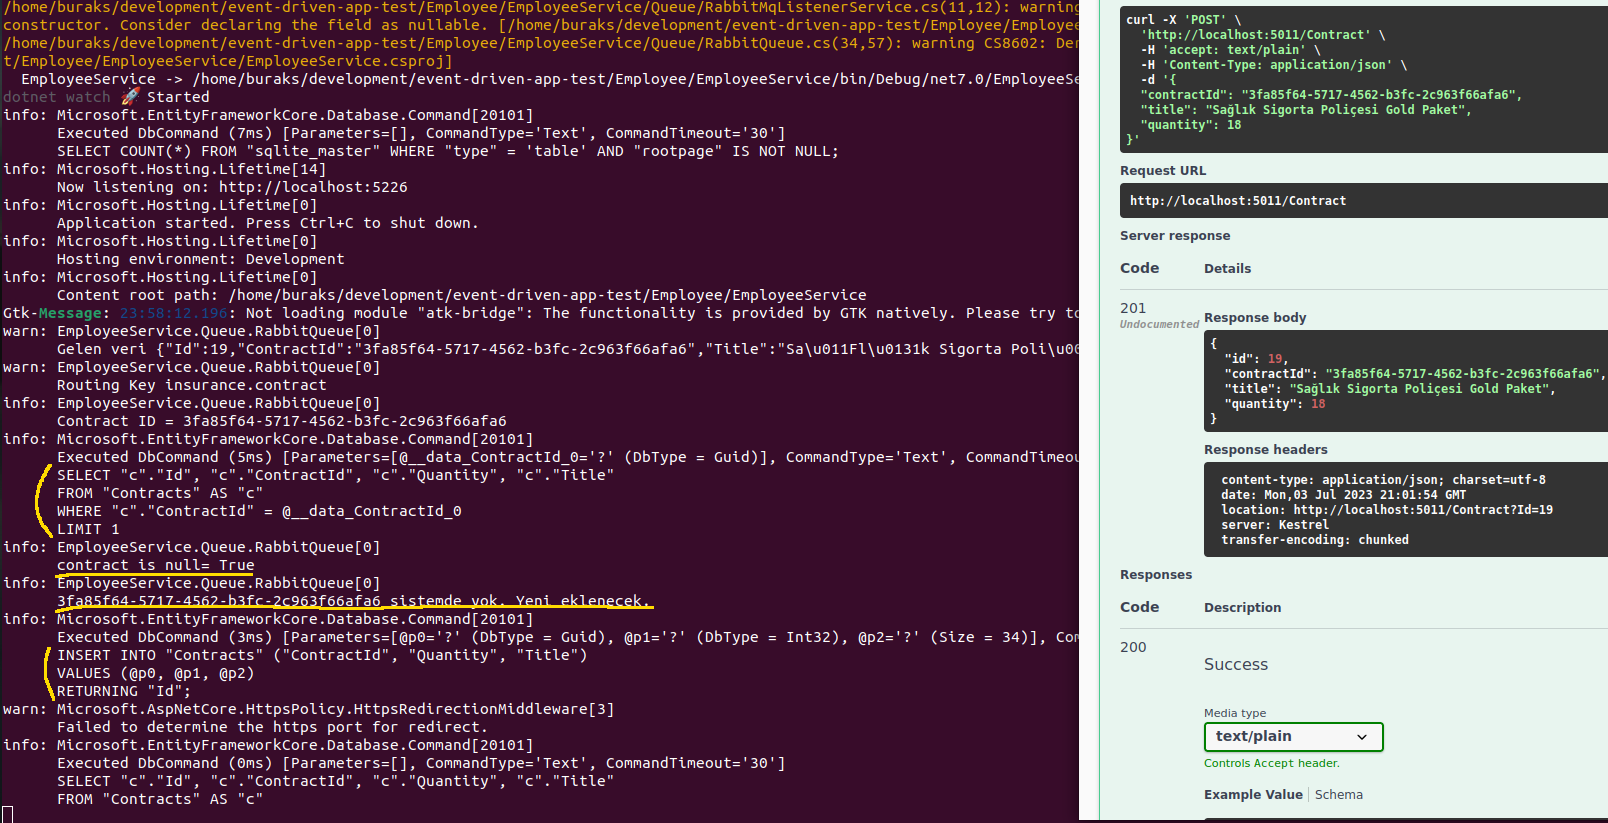 /home/buraks/development/event-driven-app-test/Employee/EmployeeService/Queue/RabbitMqListenerService.cs(11,12): warning
constructor. Consider declaring the field as nullable. [/home/buraks/development/event-driven-app-test/Employee/Employee
/home/buraks/development/event-driven-app-test/Employee/EmployeeService/Queue/RabbitQueue.cs(34,57): warning CS8602: Der
t/Employee/EmployeeService/EmployeeService.csproj]
EmployeeService -> /home/buraks/development/event-driven-app-test/Employee/EmployeeService/bin/Debug/net7.0/EmployeeSe
dotnet watch 🚀 Started
info: Microsoft.EntityFrameworkCore.Database.Command[20101]
Executed DbCommand (7ms) [Parameters=[], CommandType='Text', CommandTimeout='30']
SELECT COUNT(*) FROM "sqlite_master" WHERE "type" = 'table' AND "rootpage" IS NOT NULL;
info: Microsoft.Hosting.Lifetime[14]
Now listening on: http://localhost:5226
info: Microsoft.Hosting.Lifetime[0]
Application started. Press Ctrl+C to shut down.
info: Microsoft.Hosting.Lifetime[0]
Hosting environment: Development
info: Microsoft.Hosting.Lifetime[0]
Content root path: /home/buraks/development/event-driven-app-test/Employee/EmployeeService
Gtk-Message: 23:58:12.196: Not loading module "atk-bridge": The functionality is provided by GTK natively. Please try to
warn: EmployeeService.Queue.RabbitQueue[0]
Gelen veri {"Id":19,"ContractId":"3fa85f64-5717-4562-b3fc-2c963f66afa6","Title":"Sa\u011Fl\u0131k Sigorta Poli\u00
warn: EmployeeService.Queue.RabbitQueue[0]
Routing Key insurance.contract
info: EmployeeService.Queue.RabbitQueue[0]
Contract ID = 3fa85f64-5717-4562-b3fc-2c963f66afa6
info: Microsoft.EntityFrameworkCore.Database.Command[20101]
Executed DbCommand (5ms) [Parameters=[@__data_ContractId_0='?' (DbType = Guid)], CommandType='Text', CommandTimeou
SELECT "c"."Id", "c"."ContractId", "c"."Quantity", "c"."Title"
FROM "Contracts" AS "c"
WHERE "c"."ContractId" = @__data_ContractId_0
LIMIT 1
info: EmployeeService.Queue.RabbitQueue[0]
contract is null= True
info: EmployeeService.Queue.RabbitQueue[0]
3fa85f64-5717-4562-b3fc-2c963f66afa6 sistemde yok. Yeni eklenecek.
info: Microsoft.EntityFrameworkCore.Database.Command[20101]
Executed DbCommand (3ms) [Parameters=[@p0='?' (DbType = Guid), @p1='?' (DbType = Int32), @p2='?' (Size = 34)], Com
INSERT INTO "Contracts" ("ContractId", "Quantity", "Title")
VALUES (@p0, @p1, @p2)
RETURNING "Id";
warn: Microsoft.AspNetCore.HttpsPolicy.HttpsRedirectionMiddleware[3]
Failed to determine the https port for redirect.
info: Microsoft.EntityFrameworkCore.Database.Command[20101]
Executed DbCommand (0ms) [Parameters=[], CommandType='Text', CommandTimeout='30']
SELECT "c"."Id", "c"."ContractId", "c"."Quantity", "c"."Title"
FROM "Contracts" AS "c"
curl -X 'POST' \
'http://localhost:5011/Contract' \
-H 'accept: text/plain' \
-H 'Content-Type: application/json' \
-d '{
"contractId": "3fa85f64-5717-4562-b3fc-2c963f66afa6",
"title": "Sağlık Sigorta Poliçesi Gold Paket",
"quantity": 18
}'
Request URL
http://localhost:5011/Contract
Server response
Code Details
201
Undocumented
Response body
{
"id": 19,
"contractId": "3fa85f64-5717-4562-b3fc-2c963f66afa6",
"title": "Sağlık Sigorta Poliçesi Gold Paket",
"quantity": 18
}
Response headers
content-type: application/json; charset=utf-8
date: Mon,03 Jul 2023 21:01:54 GMT
location: http://localhost:5011/Contract?Id=19
server: Kestrel
transfer-encoding: chunked
Responses
Code Description
200
Success
Media type
text/plain
Controls Accept header.
Example Value Schema